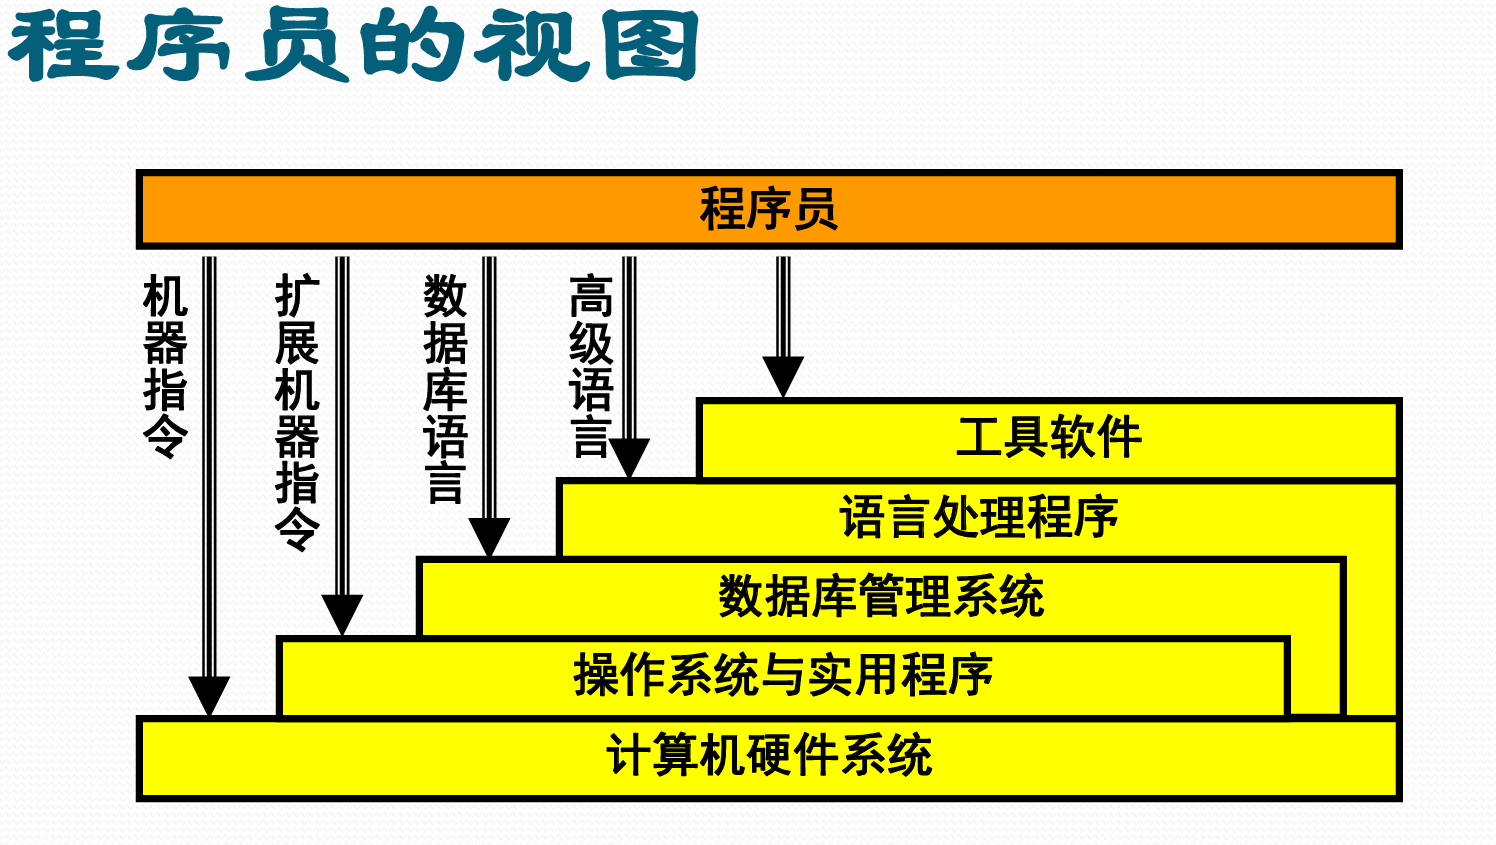 程序员的视图
程序员
机器指令
扩展机器指令
数据库语言
高级语言
工具软件
语言处理程序
数据库管理系统
操作系统与实用程序
计算机硬件系统